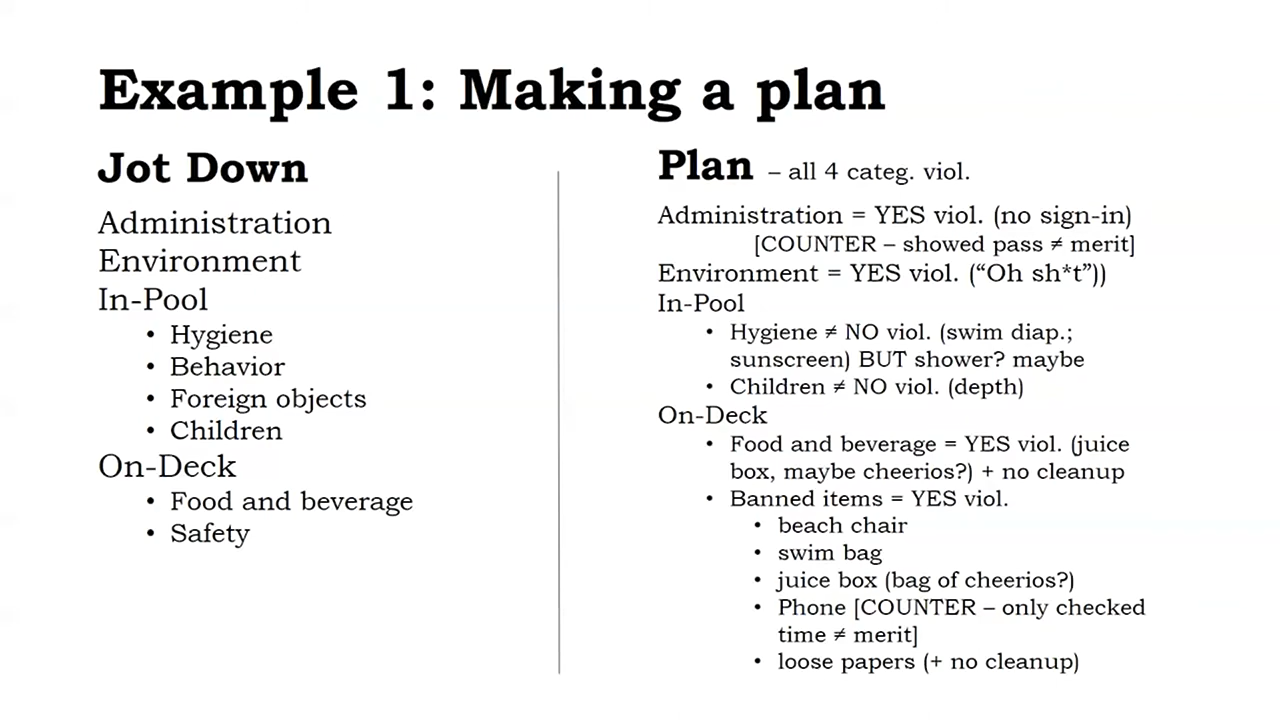 Example 1: Making a plan
Jot Down
Administration
Environment
In-Pool
• Hygiene
• Behavior
• Foreign objects
• Children
On-Deck
• Food and beverage
• Safety
Plan – all 4 categ. viol.
Administration = YES viol. (no sign-in)
[COUNTER – showed pass ≠ merit]
Environment = YES viol. (“Oh sh*t”))
In-Pool
• Hygiene ≠ NO viol. (swim diap.;
sunscreen) BUT shower? maybe
• Children ≠ NO viol. (depth)
On-Deck
• Food and beverage = YES viol. (juice
box, maybe cheerios?) + no cleanup
• Banned items = YES viol.
• beach chair
• swim bag
• juice box (bag of cheerios?)
• Phone [COUNTER – only checked
time ≠ merit]
• loose papers (+ no cleanup)